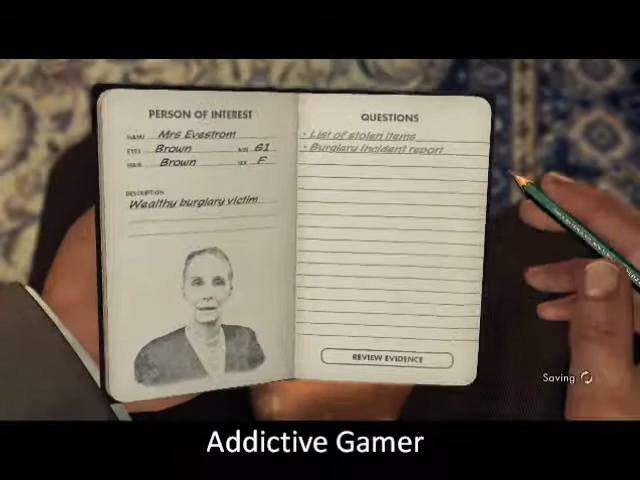 PERSON OF INTEREST
NAME Mrs Evestrom
EYES Brown AGE 61
HAIR Brown SEX F
DESCRIPTION
Wealthy burglary victim
QUESTIONS
• List of stolen items
• Burglary incident report
REVIEW EVIDENCE
Saving
Addictive Gamer